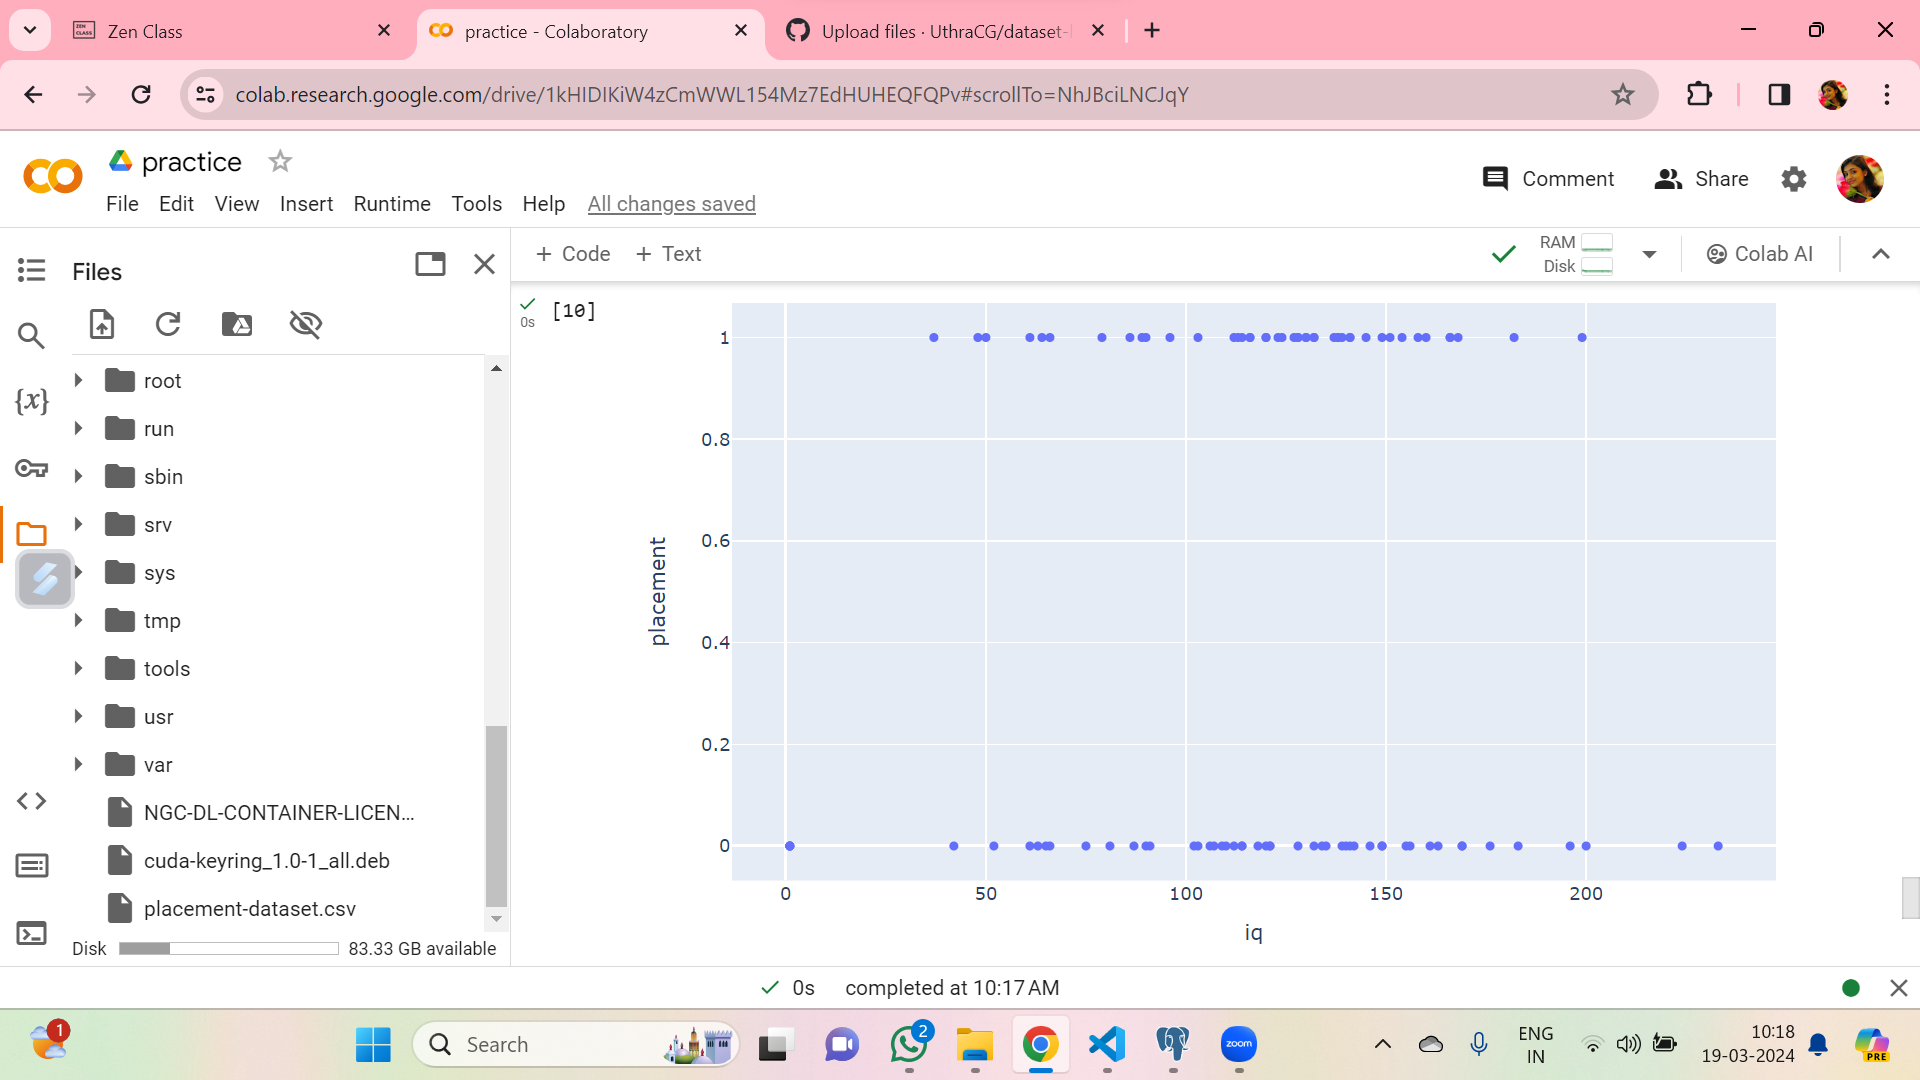 Zen Class
practice - Colaboratory
Upload files · UthraCG/dataset-
colab.research.google.com/drive/1kHIDIKiW4zCmWWL154Mz7EdHUHEQFQPv#scrollTo=NhJBciLNCJqY
practice
Comment
Share
File Edit View Insert Runtime Tools Help All changes saved
Files
+ Code + Text
RAM
Disk
Colab AI
[10]
0s
root
run
sbin
srv
sys
tmp
tools
usr
var
NGC-DL-CONTAINER-LICEN...
cuda-keyring_1.0-1_all.deb
placement-dataset.csv
Disk 83.33 GB available
{x}
1
0.8
0.6
0.4
0.2
0
placement
0 50 100 150 200
iq
0s completed at 10:17 AM
1
Search
2
zoom
ENG
IN
10:18
19-03-2024
PRE